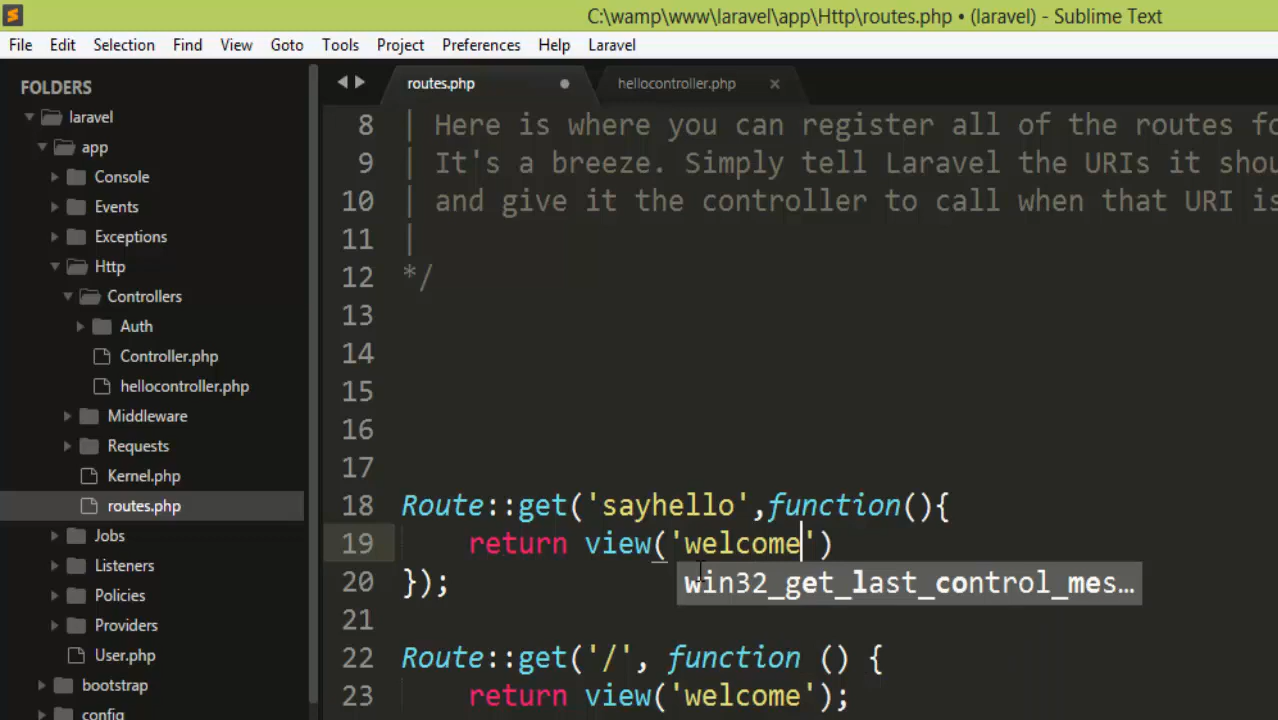 C:\wamp\www\laravel\app\Http\routes.php • (laravel) - Sublime Text
File Edit Selection Find View Goto Tools Project Preferences Help Laravel
FOLDERS
laravel
app
Console
Events
Exceptions
Http
Controllers
Auth
Controller.php
hellocontroller.php
Middleware
Requests
Kernel.php
routes.php
Jobs
Listeners
Policies
Providers
User.php
bootstrap
config
routes.php hellocontroller.php
8 | Here is where you can register all of the routes fo
9 | It's a breeze. Simply tell Laravel the URIs it shou
10 | and give it the controller to call when that URI is
11 |
12 */
13
14
15
16
17
18 Route::get('sayhello',function(){
19 return view('welcome')
20 });
win32_get_last_control_mes...
21
22 Route::get('/', function () {
23 return view('welcome');